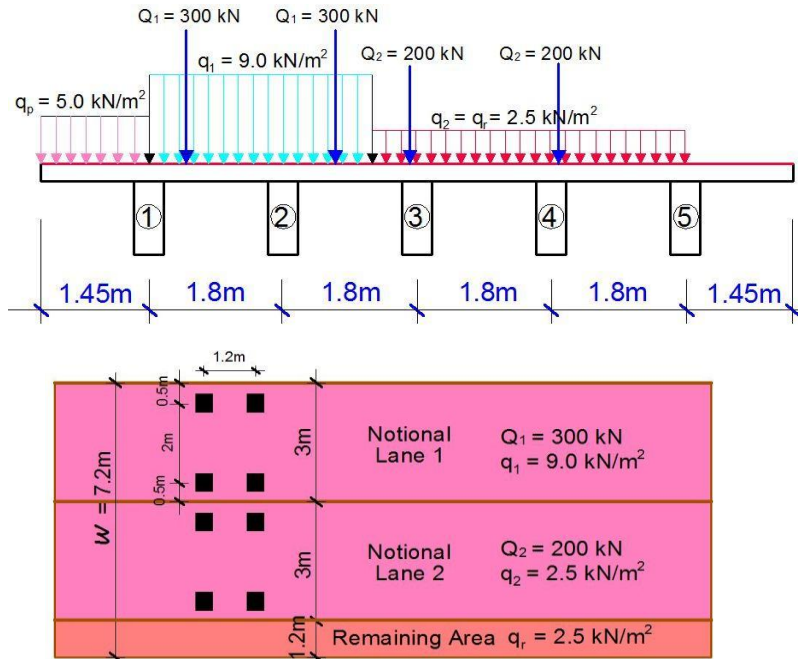 Q₁ = 300 kN Q₁ = 300 kN
q₁ = 9.0 kN/m² Q₂ = 200 kN Q₂ = 200 kN
qₚ = 5.0 kN/m²
q₂ = qᵣ = 2.5 kN/m²
1 2 3 4 5
1.45m 1.8m 1.8m 1.8m 1.8m 1.45m
1.2m
0.5m
2m
0.5m
3m
Notional
Lane 1
Q₁ = 300 kN
q₁ = 9.0 kN/m²
w = 7.2m
3m
Notional
Lane 2
Q₂ = 200 kN
q₂ = 2.5 kN/m²
1.2m
Remaining Area qᵣ = 2.5 kN/m²